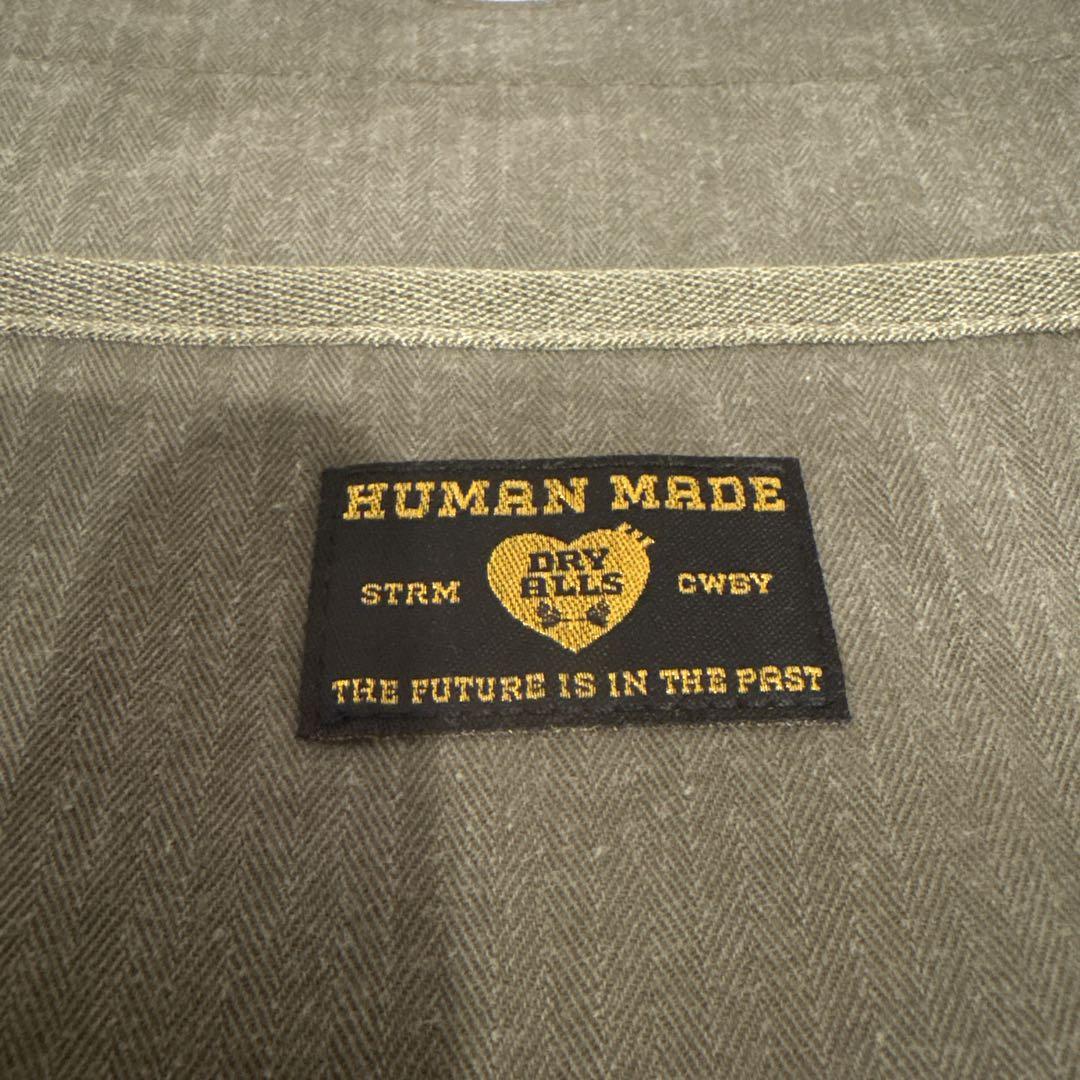 HUMAN MADE
DRY
STRM ALLS CWBY
THE FUTURE IS IN THE PAST